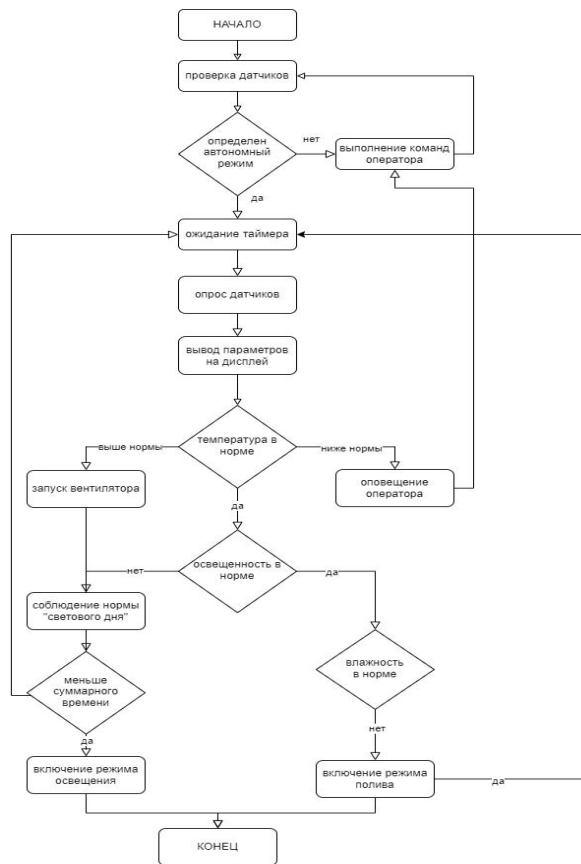 НАЧАЛО
проверка датчиков
определен
автономный
режим
нет
выполнение команд
оператора
да
ожидание таймера
опрос датчиков
вывод параметров
на дисплей
температура в
норме
выше нормы
ниже нормы
запуск вентилятора
оповещение
оператора
да
освещенность в
норме
нет
да
соблюдение нормы
"светового дня"
влажность
в норме
меньше
суммарного
времени
да
нет
включение режима
освещения
включение режима
полива
да
КОНЕЦ